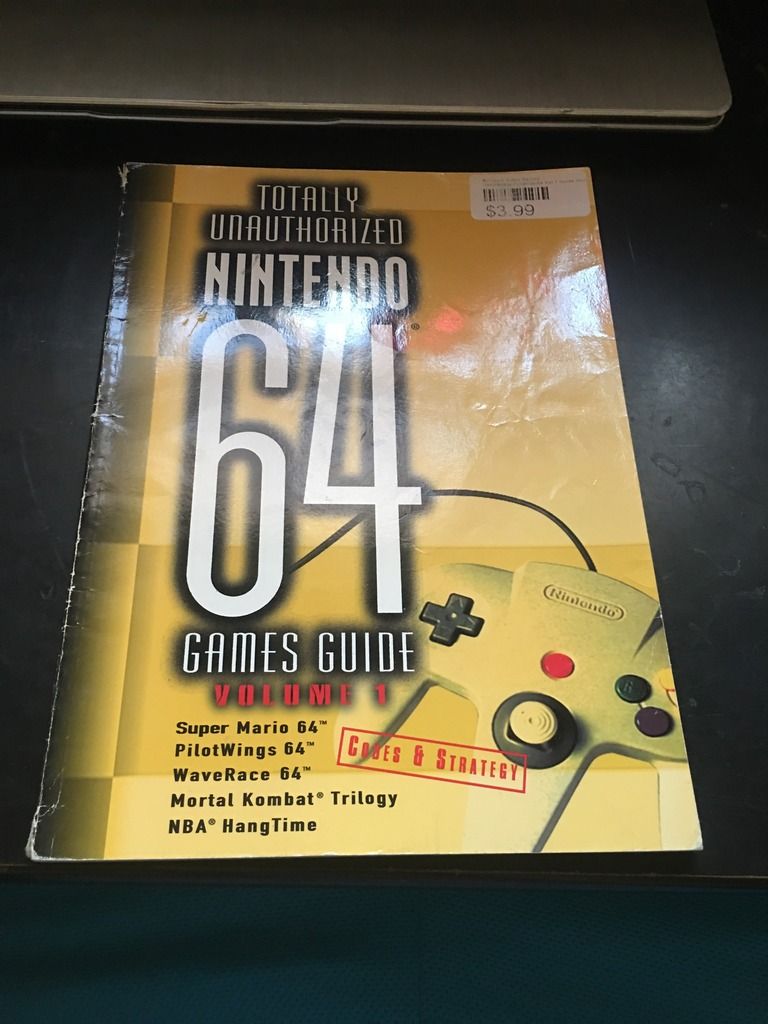 $3.99
TOTALLY
UNAUTHORIZED
NINTENDO
64®
GAMES GUIDE
VOLUME 1
Super Mario 64™
PilotWings 64™
WaveRace 64™
Mortal Kombat® Trilogy
NBA® HangTime
CODES & STRATEGY
Nintendo